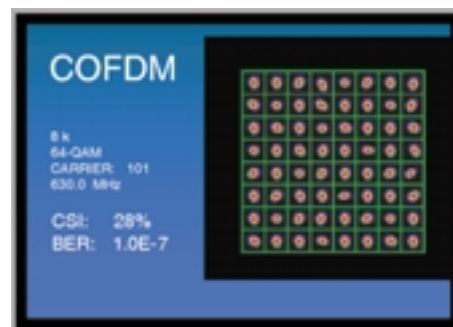 COFDM
8 k
64-QAM
CARRIER: 101
630.0 MHz
CSI: 28%
BER: 1.0E-7